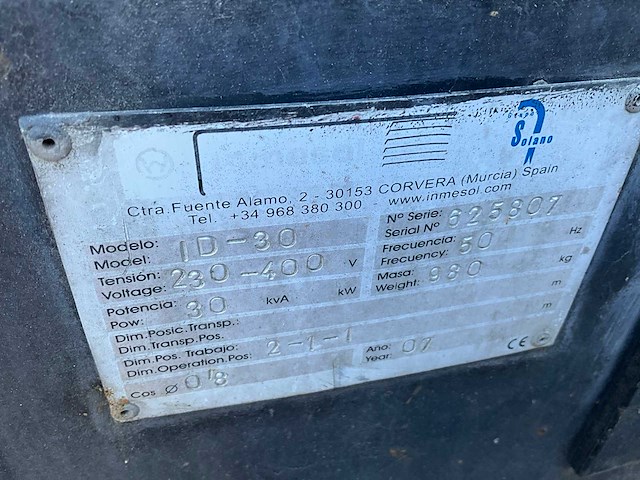 Grupo
Solano
Ctra.Fuente Alamo, 2 - 30153 CORVERA (Murcia) Spain
Tel. +34 968 380 300 www.inmesol.com
Modelo:
Model: ID-30
Nº Serie:
Serial Nº 625807
Tensión:
Voltage: 230-400 V
Frecuencia:
Frequency: 50 Hz
Potencia:
Pow: 30 kvA kW
Masa:
Weight: 980 kg
Dim.Posic.Transp.:
Dim.Transp.Pos. m
Dim.Pos. Trabajo:
Dim.Operation.Pos: 2-1-1 m
Ano:
Year: 07
Cos Ø 0'8
CE